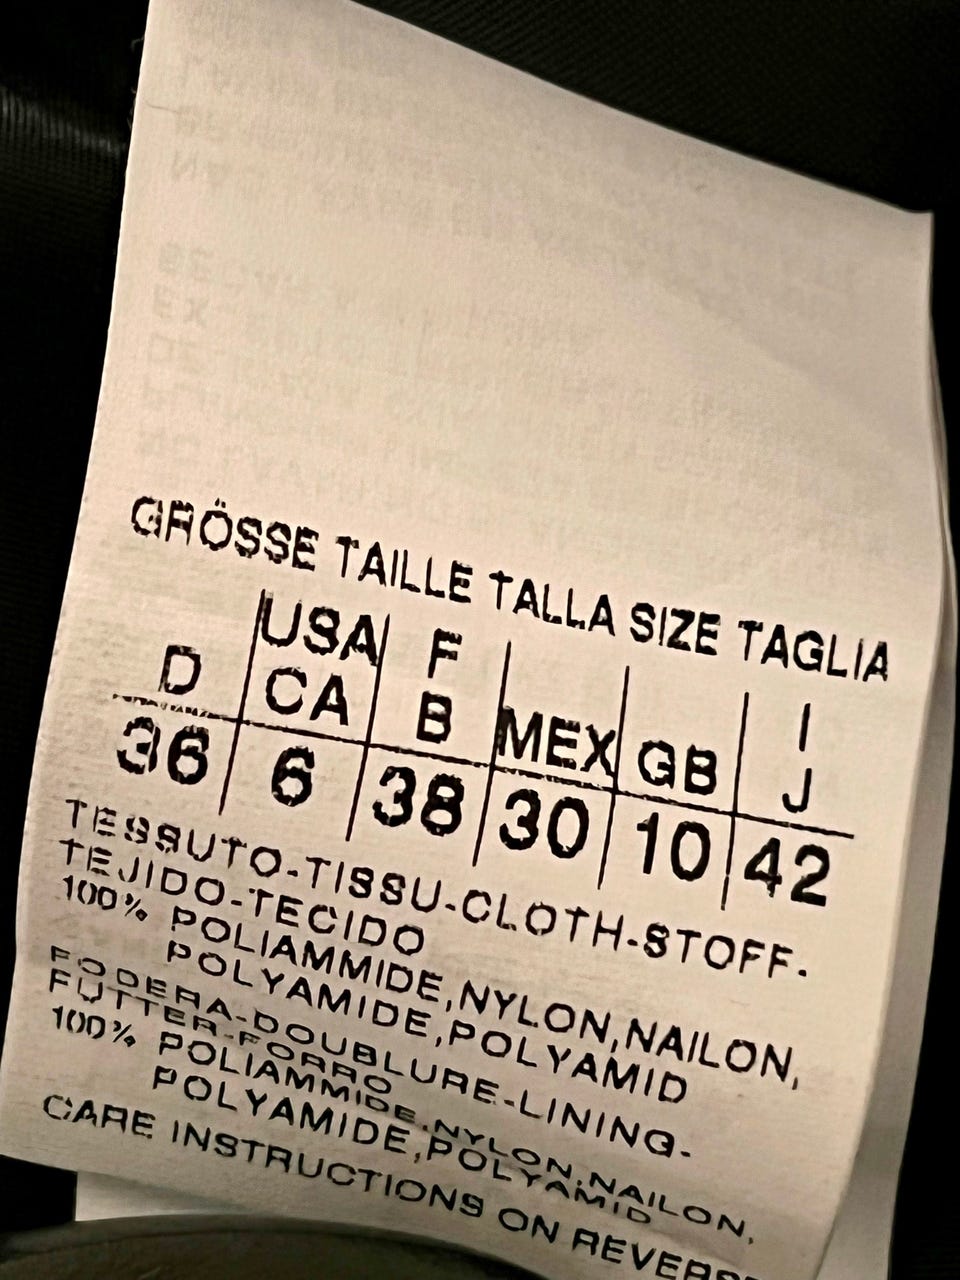 GRÖSSE TAILLE TALLA SIZE TAGLIA
D USA CA F B MEX GB I J
36 6 38 30 10 42
TESSUTO-TISSU-CLOTH-STOFF.
TEJIDO-TECIDO
100% POLIAMMIDE,NYLON,NAILON,
POLYAMIDE,POLYAMID
FODERA-DOUBLURE-LINING-
FUTTER-FORRO
100% POLIAMMIDE,NYLON,NAILON,
POLYAMIDE,POLYAMID
CARE INSTRUCTIONS ON